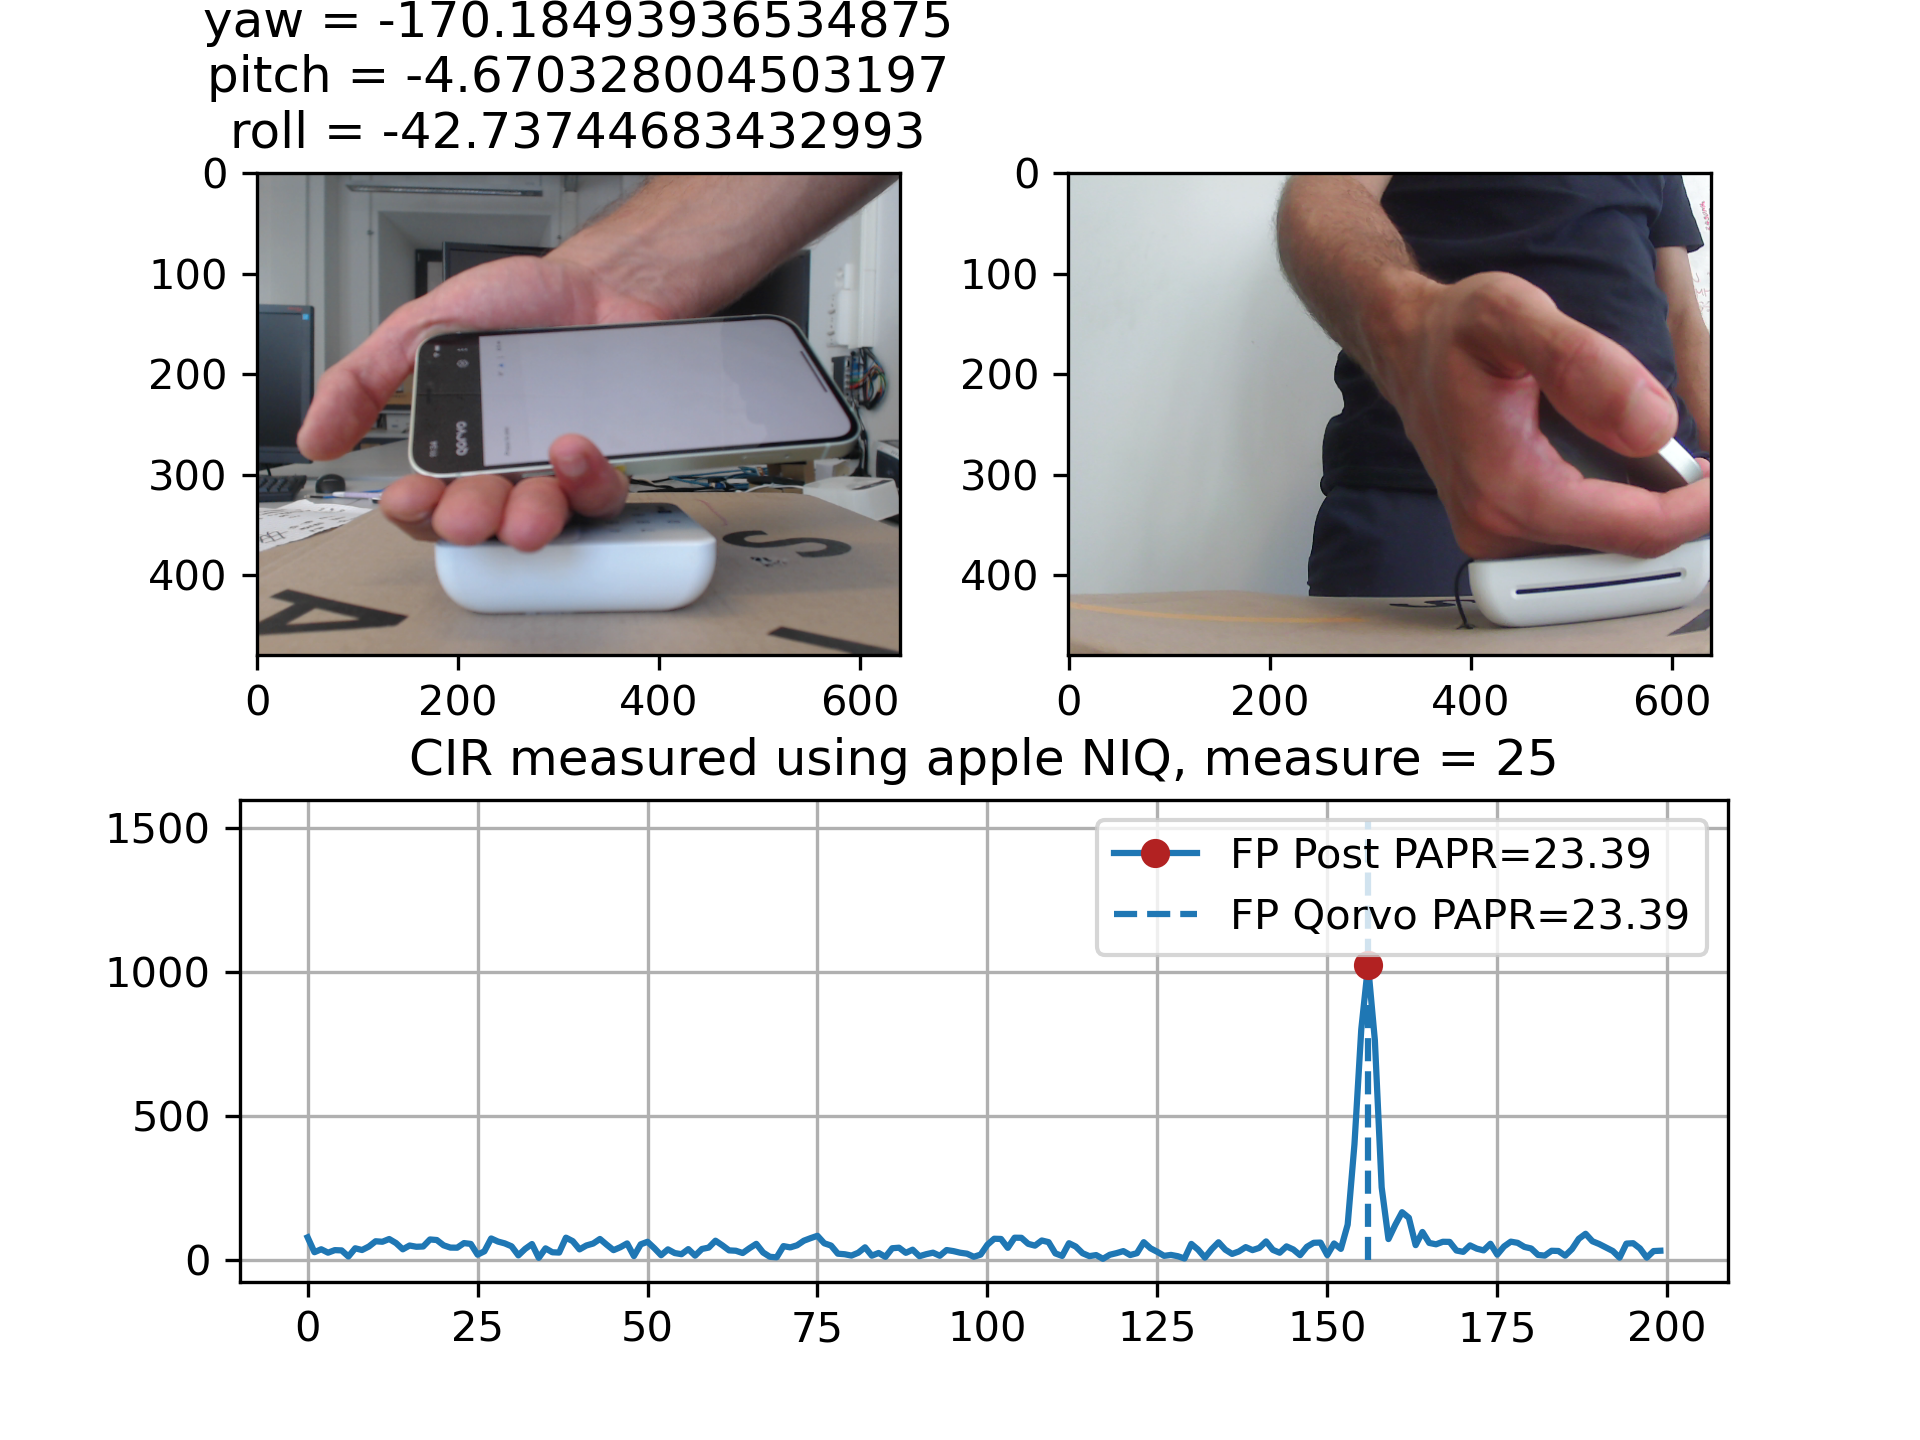 yaw = -170.18493936534875
pitch = -4.670328004503197
roll = -42.73744683432993
0
100
200
300
400
0 200 400 600
QORVO
S
A
0
100
200
300
400
0 200 400 600
CIR measured using apple NIQ, measure = 25
1500
1000
500
0
FP Post PAPR=23.39
FP Qorvo PAPR=23.39
0 25 50 75 100 125 150 175 200